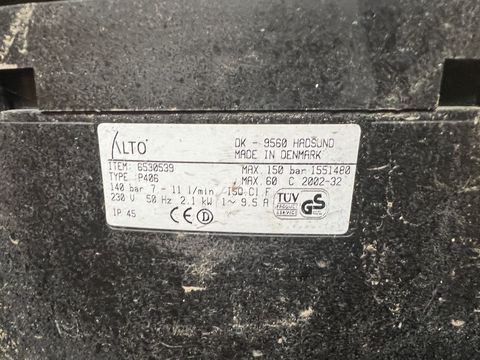 ALTO
DK - 9560 HADSUND
MADE IN DENMARK
ITEM: 6530539
MAX. 150 bar 1551480
TYPE P406
MAX. 60 C 2002-32
140 bar 7 - 11 l/min / ISO Cl.F
230 V 50 Hz 2.1 kW 1~ 9.5 A
IP 45
CE D
TÜV
GS